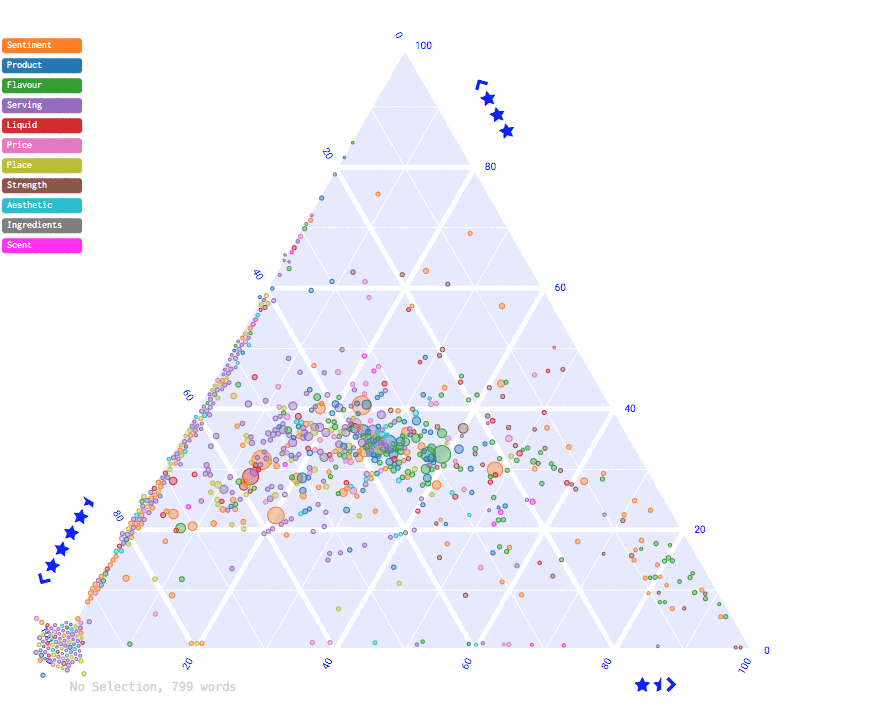 0
100
Sentiment
Product
Flavour
Serving
Liquid
Price
Place
Strength
Aesthetic
Ingredients
Scent
20
80
40
60
60
40
80
20
0
20
40
60
80
100
No Selection, 799 words